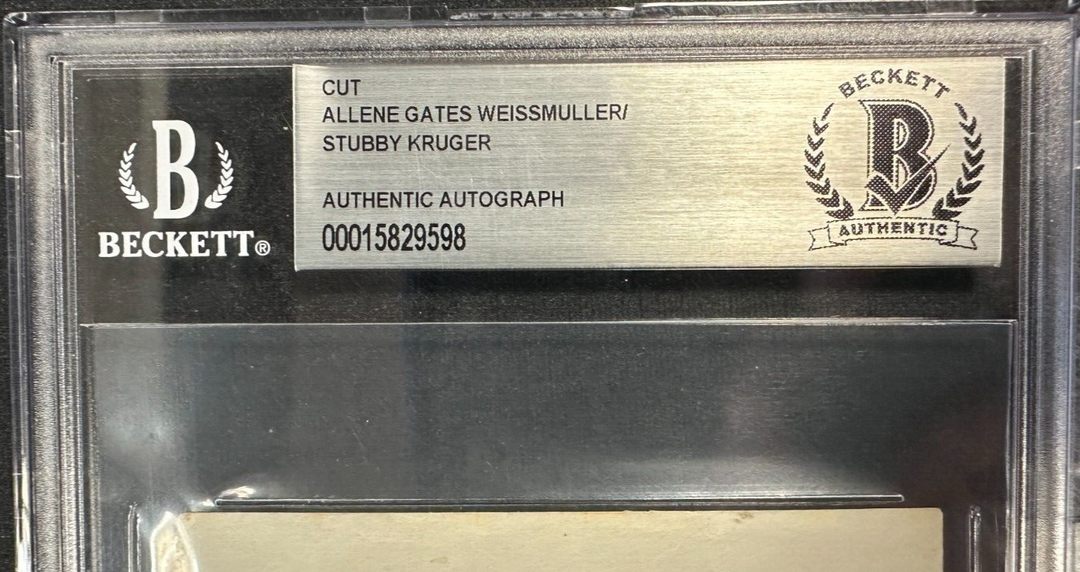 B
BECKETT®
CUT
ALLENE GATES WEISSMULLER/
STUBBY KRUGER
AUTHENTIC AUTOGRAPH
00015829598
BECKETT
B
AUTHENTIC